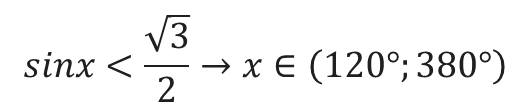 sinx < √3/2 → x ∈ (120°; 380°)